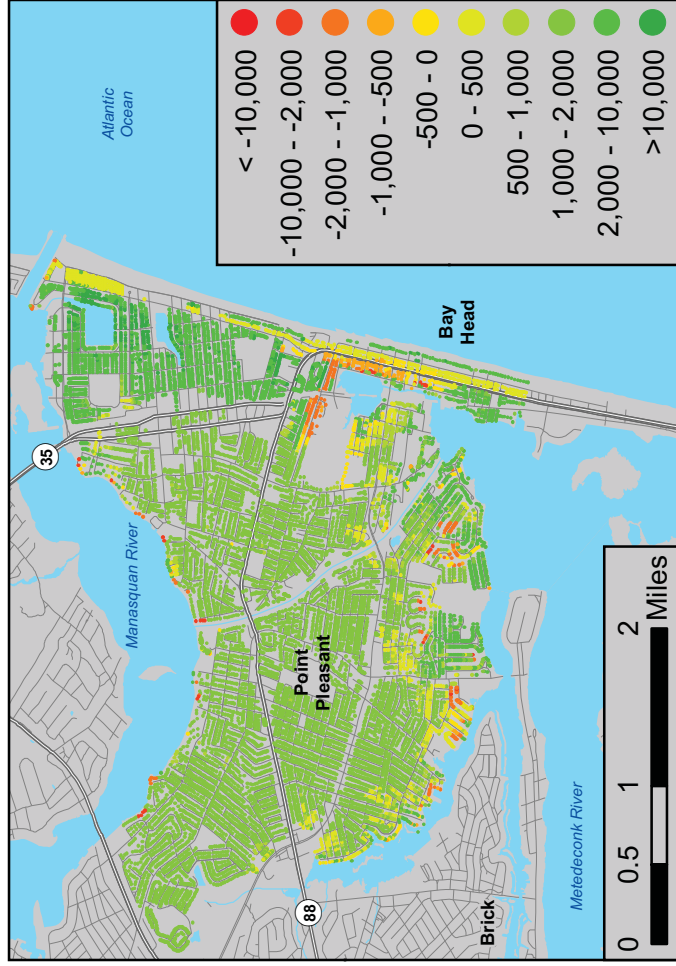 Atlantic
Ocean
35
Manasquan River
Point
Pleasant
Bay
Head
88
Brick
Metedeconk River
0 0.5 1 2
Miles
< -10,000
-10,000 - -2,000
-2,000 - -1,000
-1,000 - -500
-500 - 0
0 - 500
500 - 1,000
1,000 - 2,000
2,000 - 10,000
>10,000